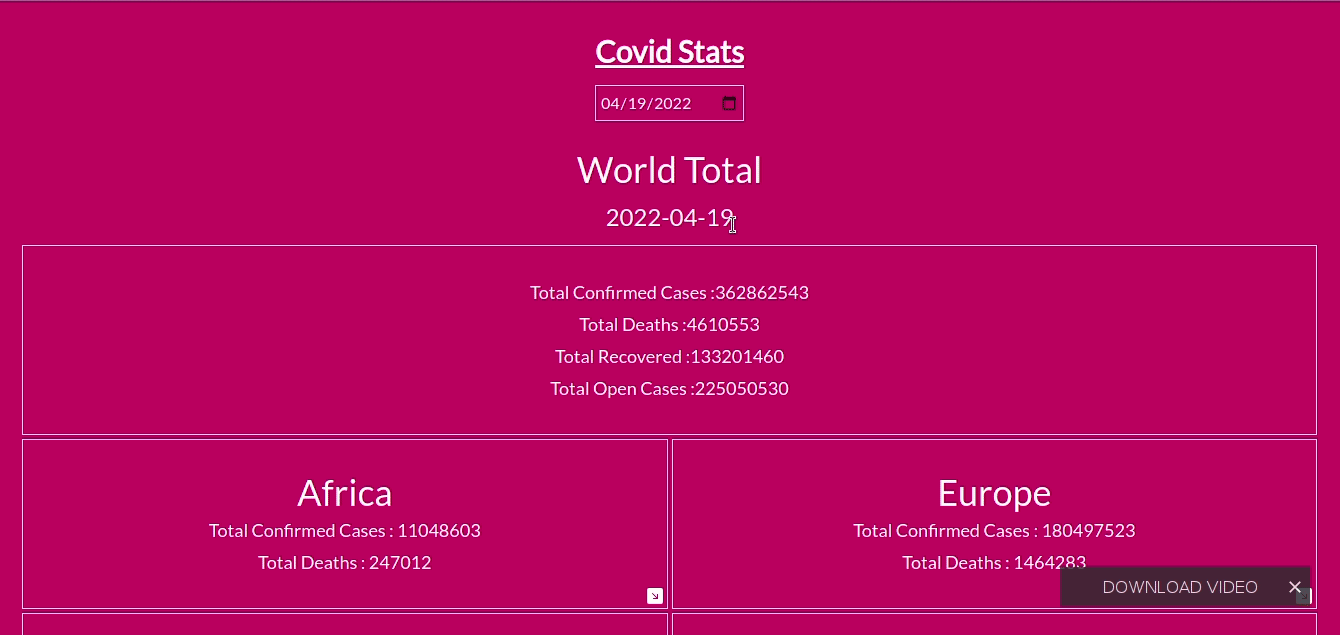 Covid Stats
04/19/2022
World Total
2022-04-19
Total Confirmed Cases :362862543
Total Deaths :4610553
Total Recovered :133201460
Total Open Cases :225050530
Africa
Total Confirmed Cases : 11048603
Total Deaths : 247012
Europe
Total Confirmed Cases : 180497523
Total Deaths : 1464283
DOWNLOAD VIDEO